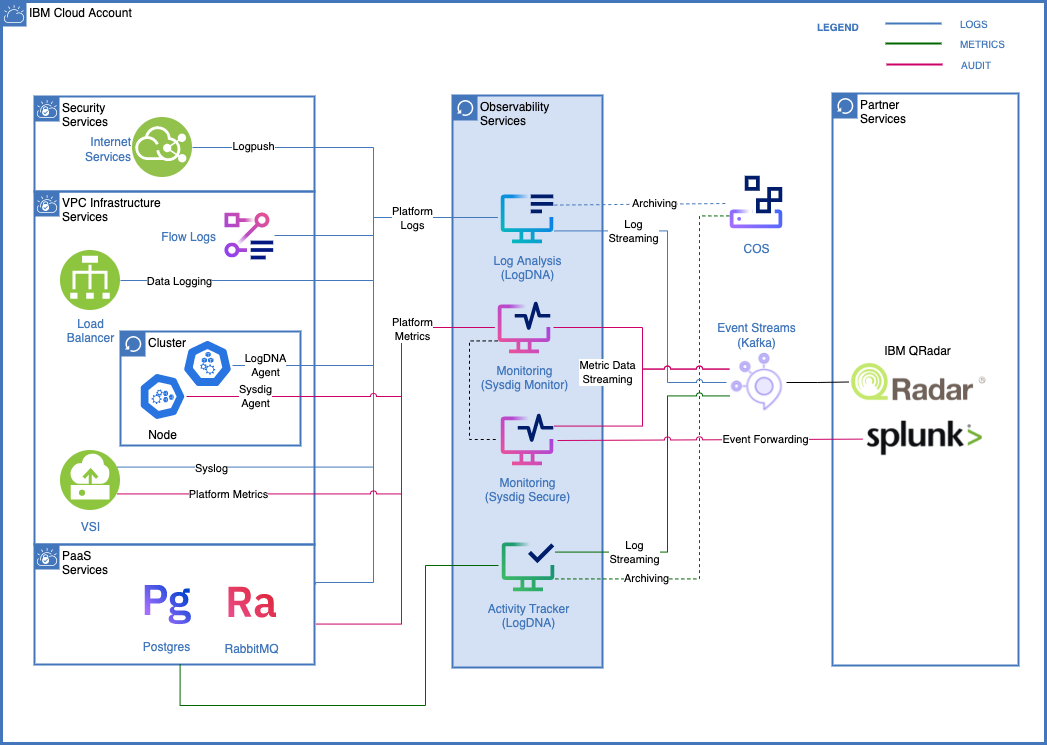 IBM Cloud Account
LEGEND
LOGS
METRICS
AUDIT
Security
Services
Internet
Services
Logpush
VPC Infrastructure
Services
Flow Logs
Data Logging
Load
Balancer
Cluster
LogDNA
Agent
Sysdig
Agent
Node
Syslog
Platform Metrics
VSI
PaaS
Services
Pg
Postgres
Ra
RabbitMQ
Platform
Logs
Platform
Metrics
Observability
Services
Log Analysis
(LogDNA)
Monitoring
(Sysdig Monitor)
Monitoring
(Sysdig Secure)
Activity Tracker
(LogDNA)
Archiving
Log
Streaming
Metric Data
Streaming
Event Forwarding
Log
Streaming
Archiving
COS
Event Streams
(Kafka)
Partner
Services
IBM QRadar
QRadar
splunk>